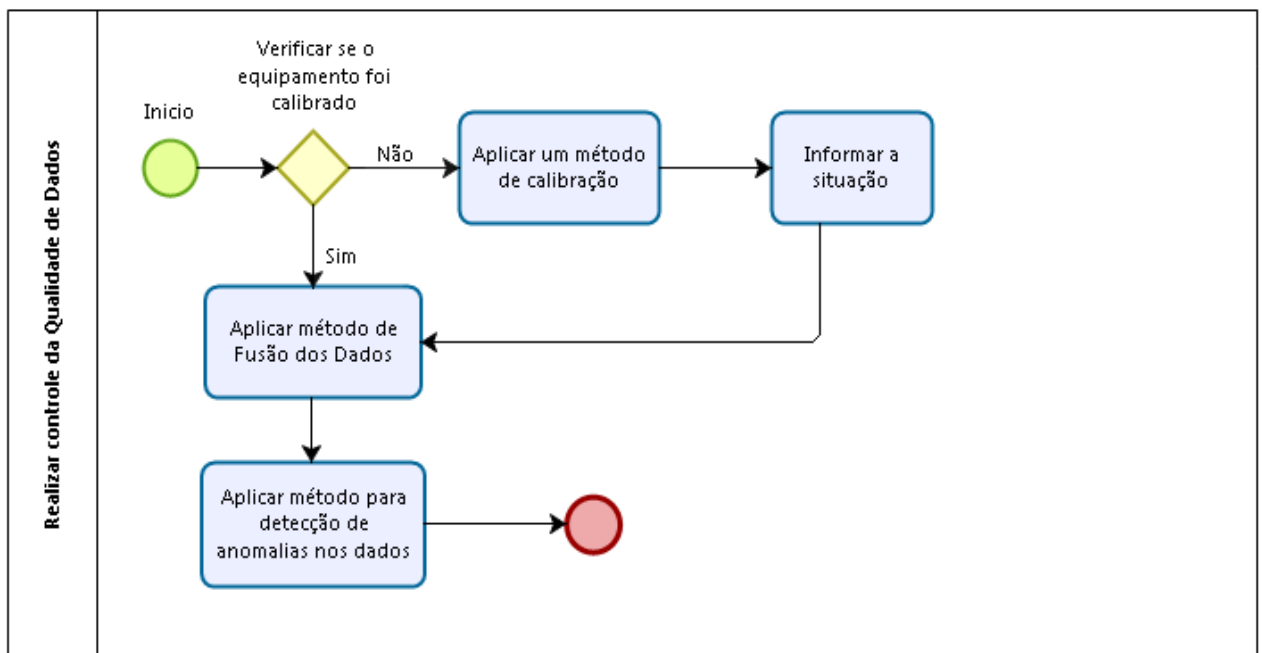 Realizar controle da Qualidade de Dados
Inicio
Verificar se o
equipamento foi
calibrado
Não
Aplicar um método
de calibração
Informar a
situação
Sim
Aplicar método de
Fusão dos Dados
Aplicar método para
detecção de
anomalias nos dados